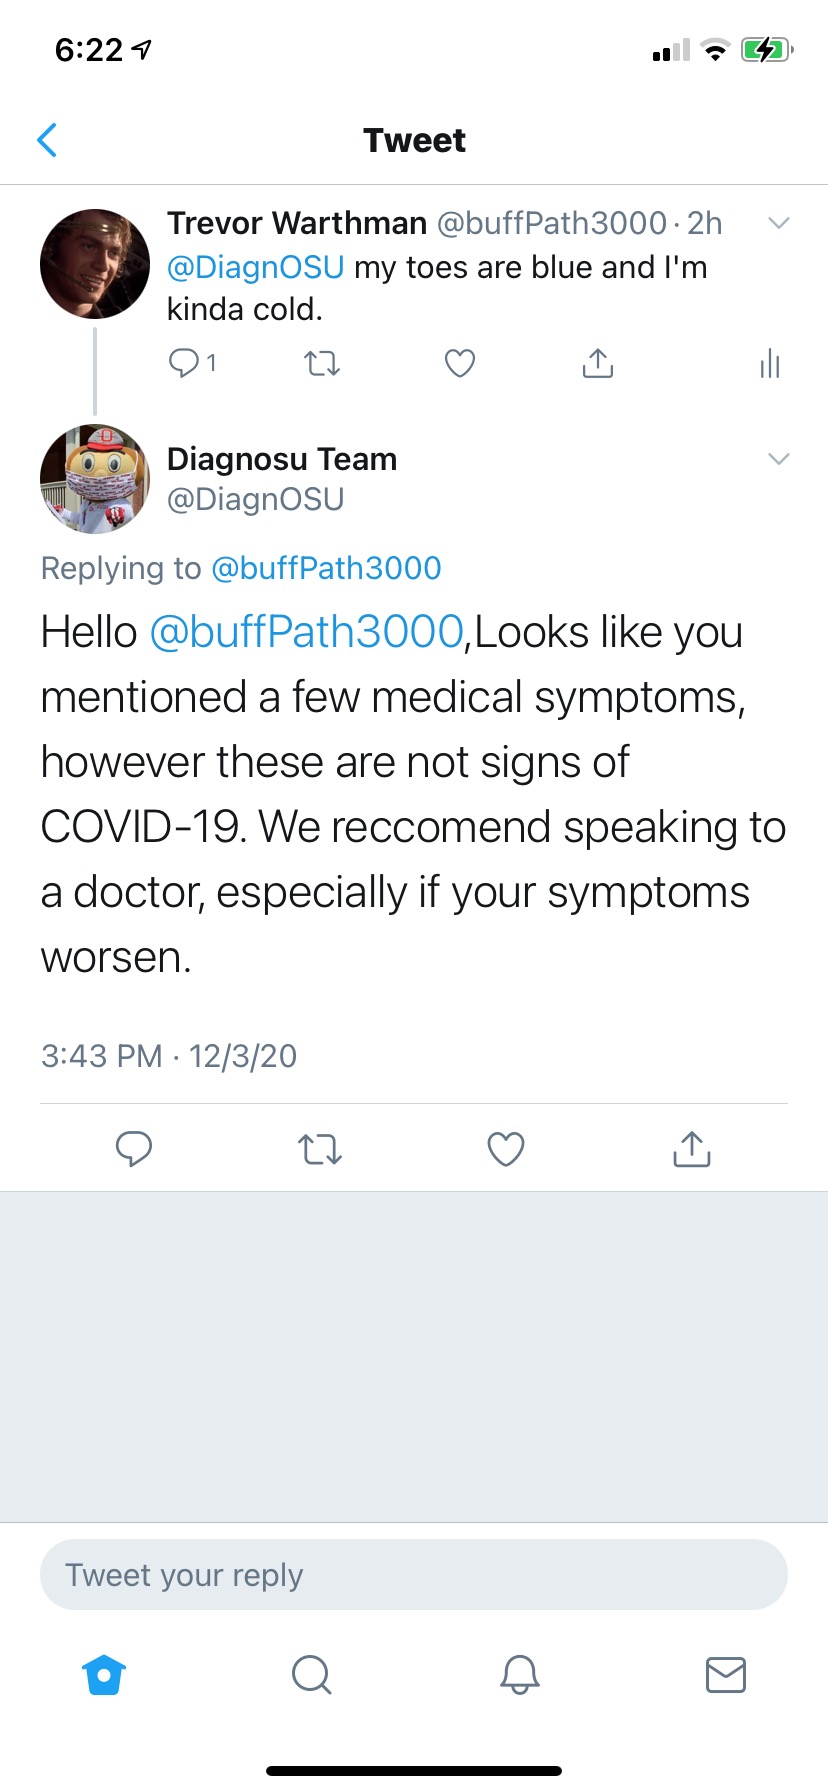 6:22
Tweet
Trevor Warthman @buffPath3000 · 2h
@DiagnOSU my toes are blue and I'm
kinda cold.
1
Diagnosu Team
@DiagnOSU
Replying to @buffPath3000
Hello @buffPath3000,Looks like you
mentioned a few medical symptoms,
however these are not signs of
COVID-19. We reccomend speaking to
a doctor, especially if your symptoms
worsen.
3:43 PM · 12/3/20
Tweet your reply